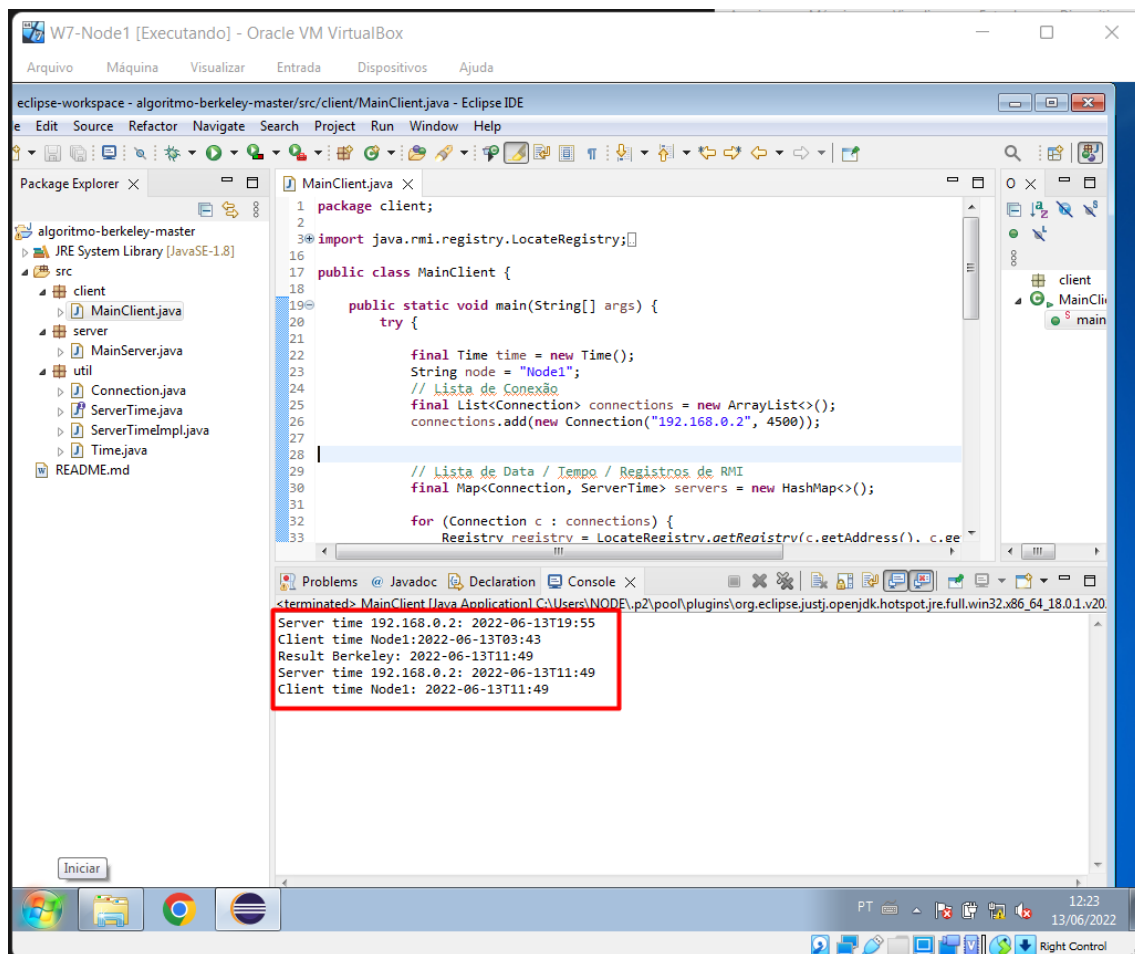 W7-Node1 [Executando] - Oracle VM VirtualBox
Arquivo Máquina Visualizar Entrada Dispositivos Ajuda
eclipse-workspace - algoritmo-berkeley-master/src/client/MainClient.java - Eclipse IDE
e Edit Source Refactor Navigate Search Project Run Window Help
Package Explorer
algoritmo-berkeley-master
JRE System Library [JavaSE-1.8]
src
client
MainClient.java
server
MainServer.java
util
Connection.java
ServerTime.java
ServerTimeImpl.java
Time.java
README.md
MainClient.java
1 package client;
2
3 import java.rmi.registry.LocateRegistry;
16
17 public class MainClient {
18
19 public static void main(String[] args) {
20 try {
21
22 final Time time = new Time();
23 String node = "Node1";
24 // Lista de Conexão
25 final List<Connection> connections = new ArrayList<>();
26 connections.add(new Connection("192.168.0.2", 4500));
27
28
29 // Lista de Data / Tempo / Registros de RMI
30 final Map<Connection, ServerTime> servers = new HashMap<>();
31
32 for (Connection c : connections) {
33 Registry registry = LocateRegistry.getRegistry(c.getAddress(), c.ge
O
client
MainClie
main
Problems @ Javadoc Declaration Console
<terminated> MainClient [Java Application] C:\Users\NODE\.p2\pool\plugins\org.eclipse.justj.openjdk.hotspot.jre.full.win32.x86_64_18.0.1.v20
Server time 192.168.0.2: 2022-06-13T19:55
Client time Node1:2022-06-13T03:43
Result Berkeley: 2022-06-13T11:49
Server time 192.168.0.2: 2022-06-13T11:49
Client time Node1: 2022-06-13T11:49
Iniciar
PT
12:23
13/06/2022
Right Control